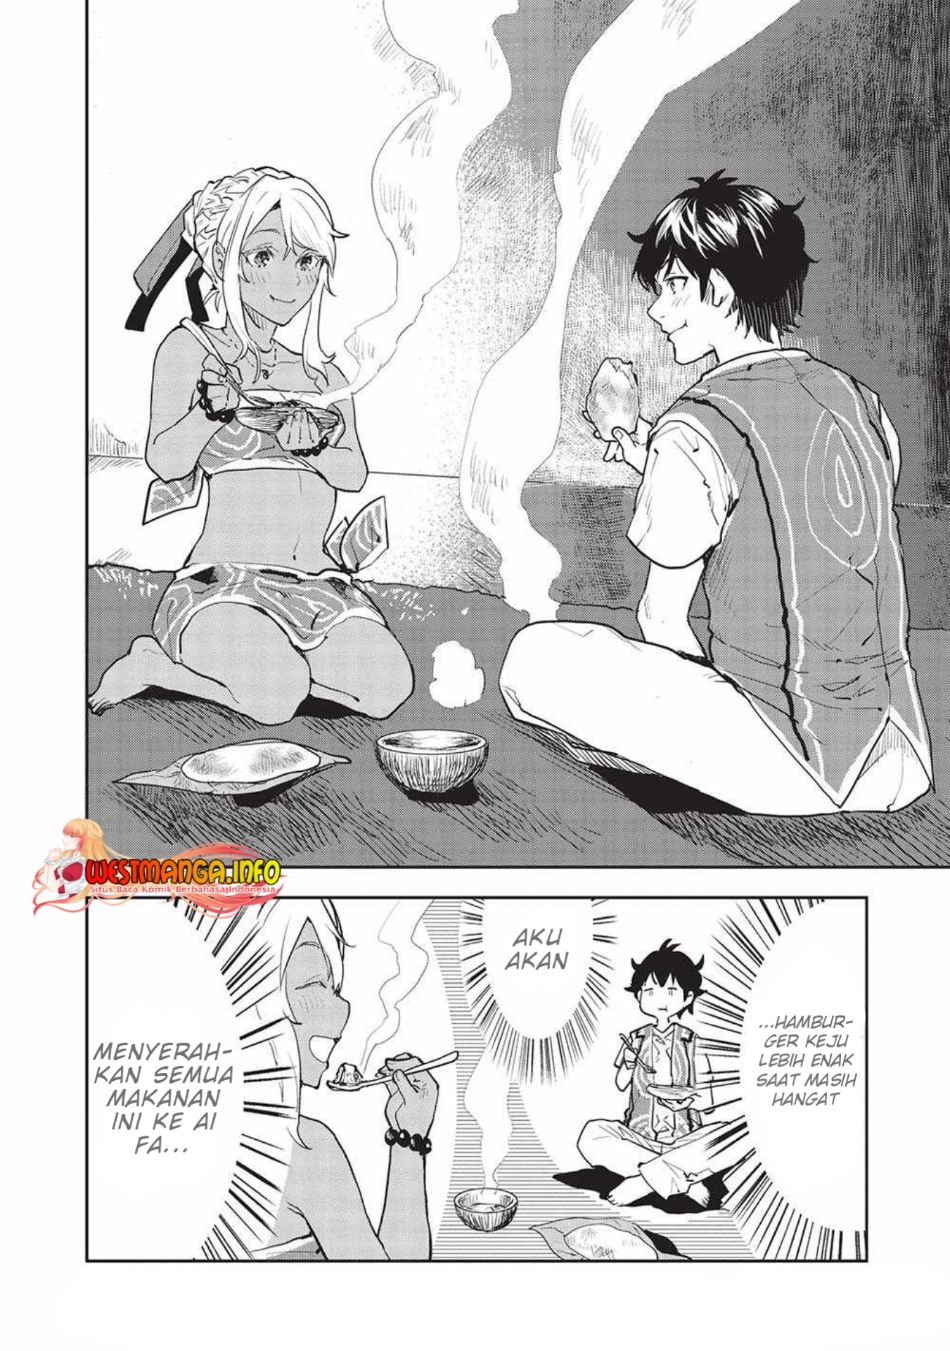 WESTMANGA.INFO
Situs Baca Komik Berbahasa Indonesia
...HAMBUR-
GER KEJU
LEBIH ENAK
SAAT MASIH
HANGAT
AKU
AKAN
MENYERAH-
KAN SEMUA
MAKANAN
INI KE AI
FA...